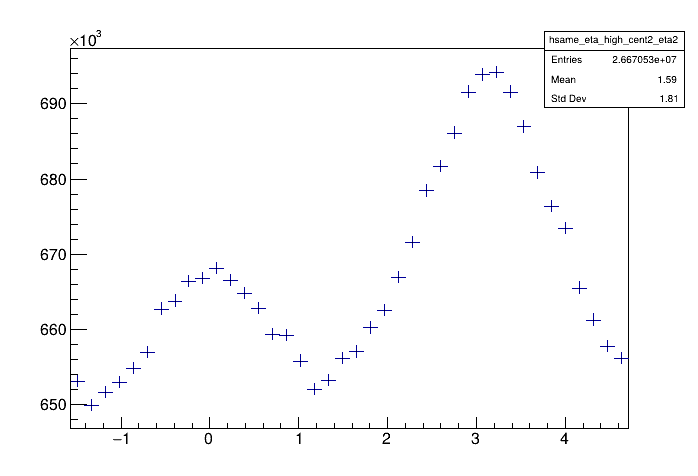 ×10³
hsame_eta_high_cent2_eta2
Entries 2.667053e+07
Mean 1.59
Std Dev 1.81
690
680
670
660
650
−1 0 1 2 3 4